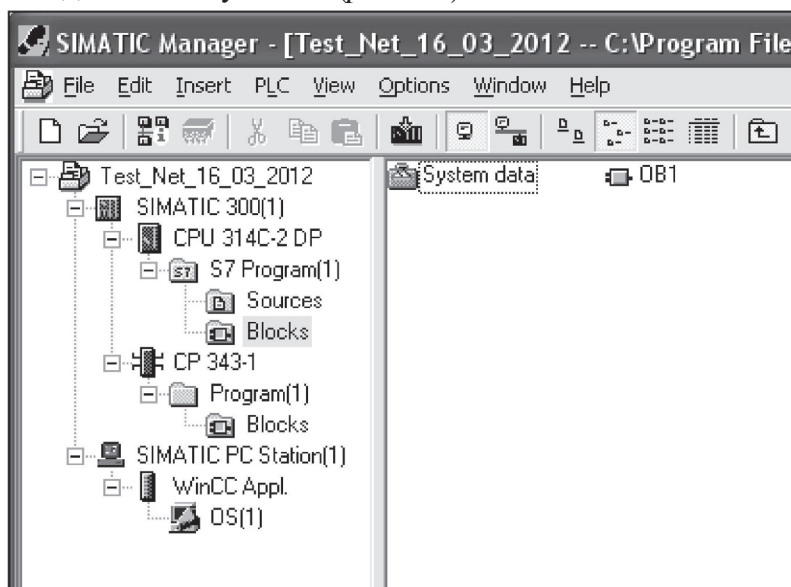 SIMATIC Manager - [Test_Net_16_03_2012 -- C:\Program File
File Edit Insert PLC View Options Window Help
Test_Net_16_03_2012
SIMATIC 300(1)
CPU 314C-2 DP
S7 Program(1)
Sources
Blocks
CP 343-1
Program(1)
Blocks
SIMATIC PC Station(1)
WinCC Appl.
OS(1)
System data
OB1